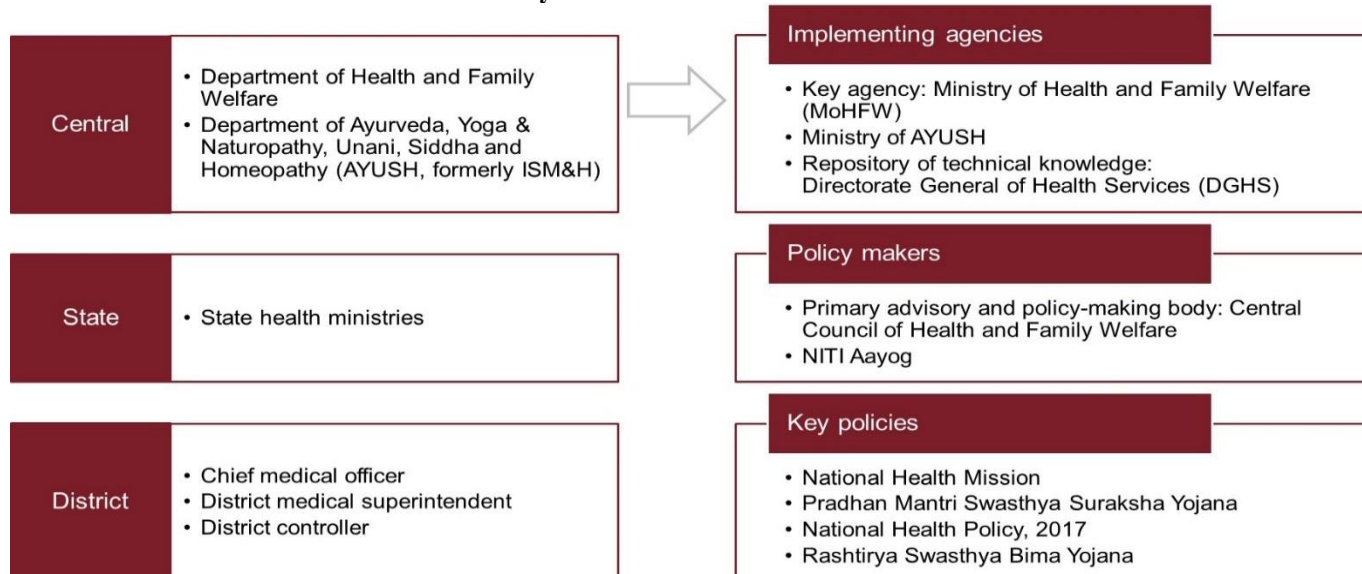 Central
• Department of Health and Family
Welfare
• Department of Ayurveda, Yoga &
Naturopathy, Unani, Siddha and
Homeopathy (AYUSH, formerly ISM&H)
Implementing agencies
• Key agency: Ministry of Health and Family Welfare
(MoHFW)
• Ministry of AYUSH
• Repository of technical knowledge:
Directorate General of Health Services (DGHS)
State
• State health ministries
Policy makers
• Primary advisory and policy-making body: Central
Council of Health and Family Welfare
• NITI Aayog
District
• Chief medical officer
• District medical superintendent
• District controller
Key policies
• National Health Mission
• Pradhan Mantri Swasthya Suraksha Yojana
• National Health Policy, 2017
• Rashtirya Swasthya Bima Yojana